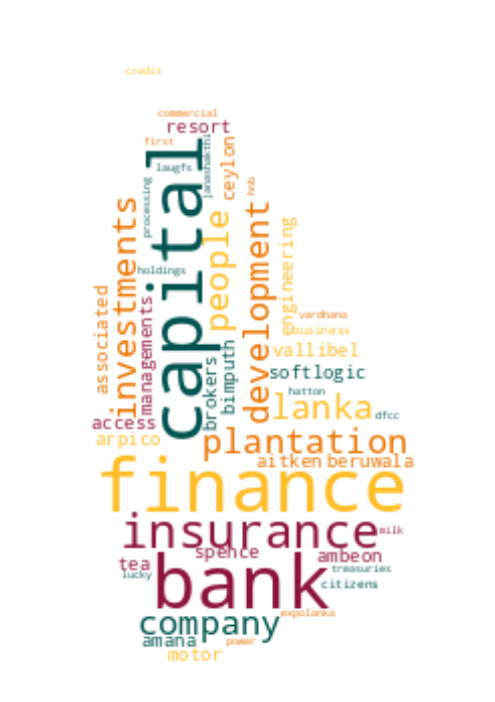 credit
commercial
resort
first
laugfs
janashakthi
ceylon
hnb
processing
capital
people
investments
development
engineering
holdings
associated
managements
vardhana
business
brokers
bimputh
vallibel
softlogic
hatton
lanka
dfcc
access
arpico
plantation
aitken
beruwala
finance
insurance
milk
spence
ambeon
tea
lucky
bank
treasuries
citizens
company
expolanka
amana
power
motor